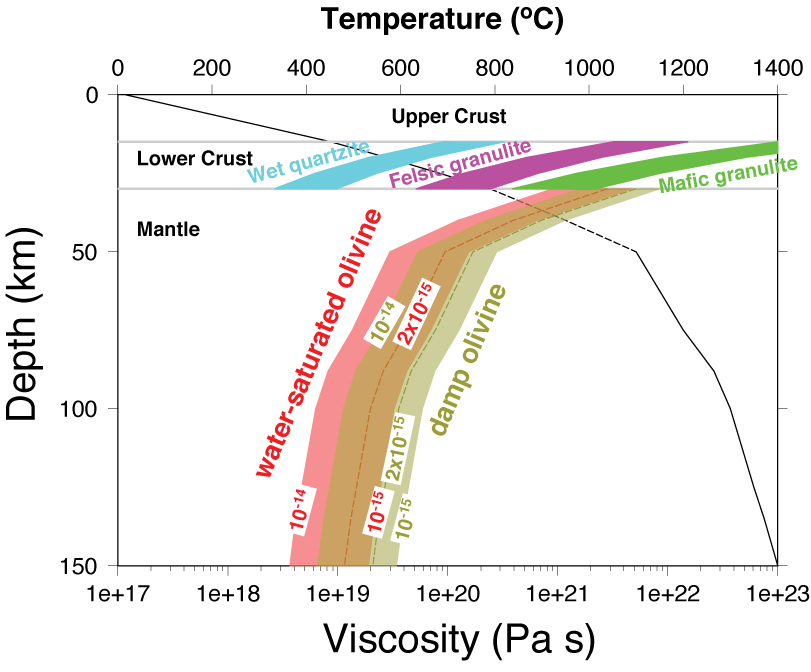 Temperature (ºC)
0 200 400 600 800 1000 1200 1400
0
Upper Crust
Lower Crust
Wet quartzite
Felsic granulite
Mafic granulite
Mantle
50
water-saturated olivine
10-14
2x10-15
damp olivine
100
2x10-15
10-14
10-15
10-15
150
1e+17 1e+18 1e+19 1e+20 1e+21 1e+22 1e+23
Depth (km)
Viscosity (Pa s)